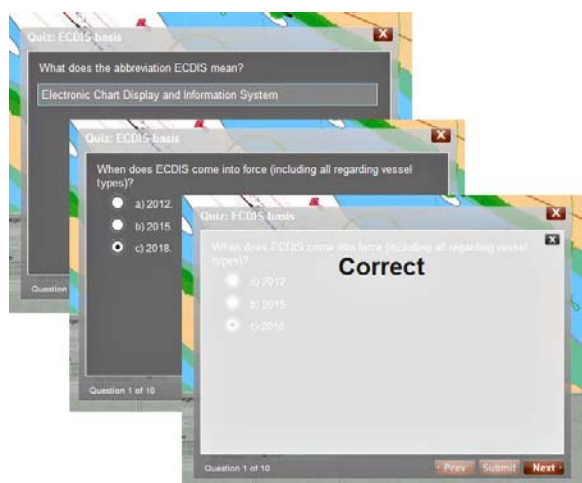 Quiz: ECDIS-basis
X
What does the abbreviation ECDIS mean?
Electronic Chart Display and Information System
Question
Quiz: ECDIS-basis
X
When does ECDIS come into force (including all regarding vessel
types)?
a) 2012.
b) 2015.
c) 2018.
Question 1 of 10
Quiz: ECDIS-basis
X
When does ECDIS come into force (including all regarding vessel
types)?
X
Correct
a) 2012.
b) 2015.
c) 2018.
Question 1 of 10
Prev
Submit
Next